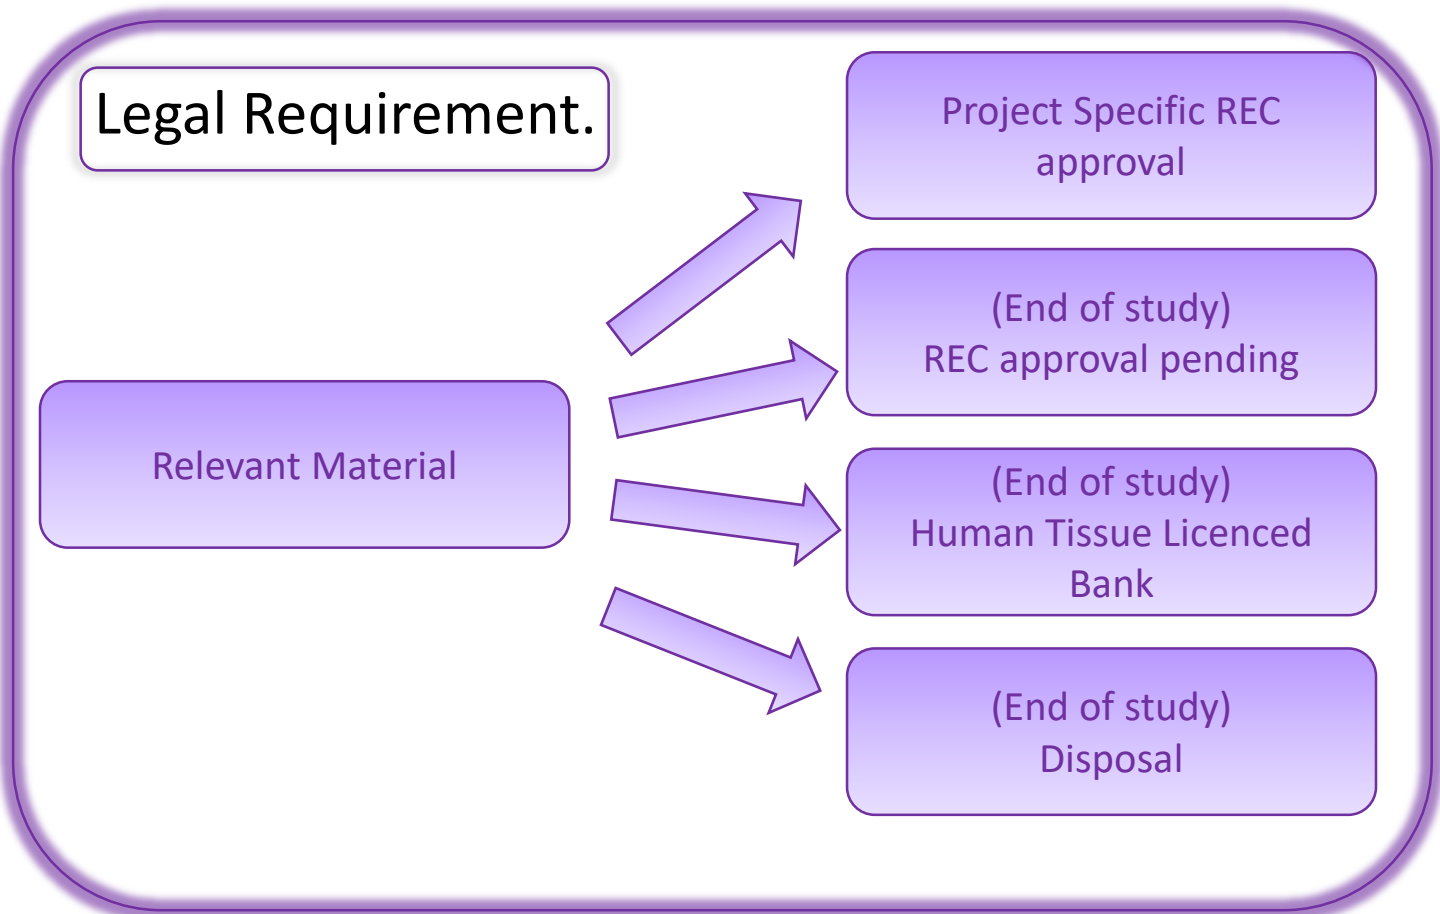 Legal Requirement.
Project Specific REC
approval
(End of study)
REC approval pending
Relevant Material
(End of study)
Human Tissue Licenced
Bank
(End of study)
Disposal